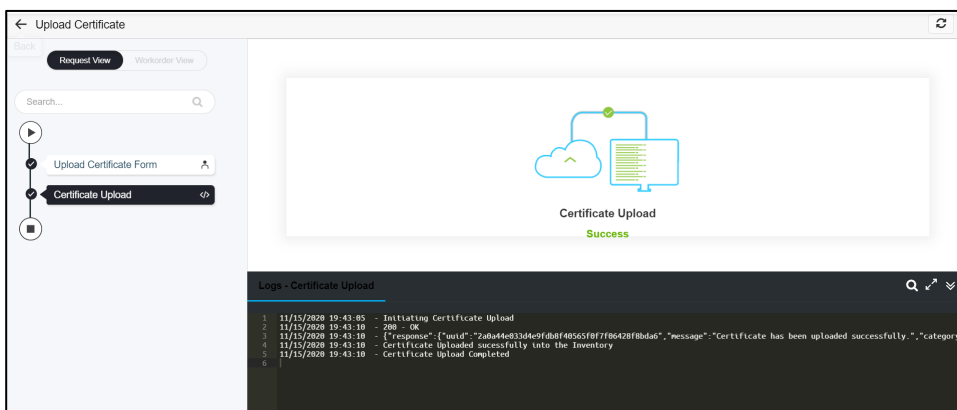 Upload Certificate
Back
Request View Workorder View
Search...
Upload Certificate Form
Certificate Upload </>
Certificate Upload
Success
Logs - Certificate Upload
1 11/15/2020 19:43:05 - Initiating Certificate Upload
2 11/15/2020 19:43:10 - 200 - OK
3 11/15/2020 19:43:10 - {"response":{"uuid":"2a0a44e033d4e9fdb8f40565f0f7f06428f8bda6","message":"Certificate has been uploaded successfully.","category
4 11/15/2020 19:43:10 - Certificate Uploaded sucessfully into the Inventory
5 11/15/2020 19:43:10 - Certificate Upload Completed
6